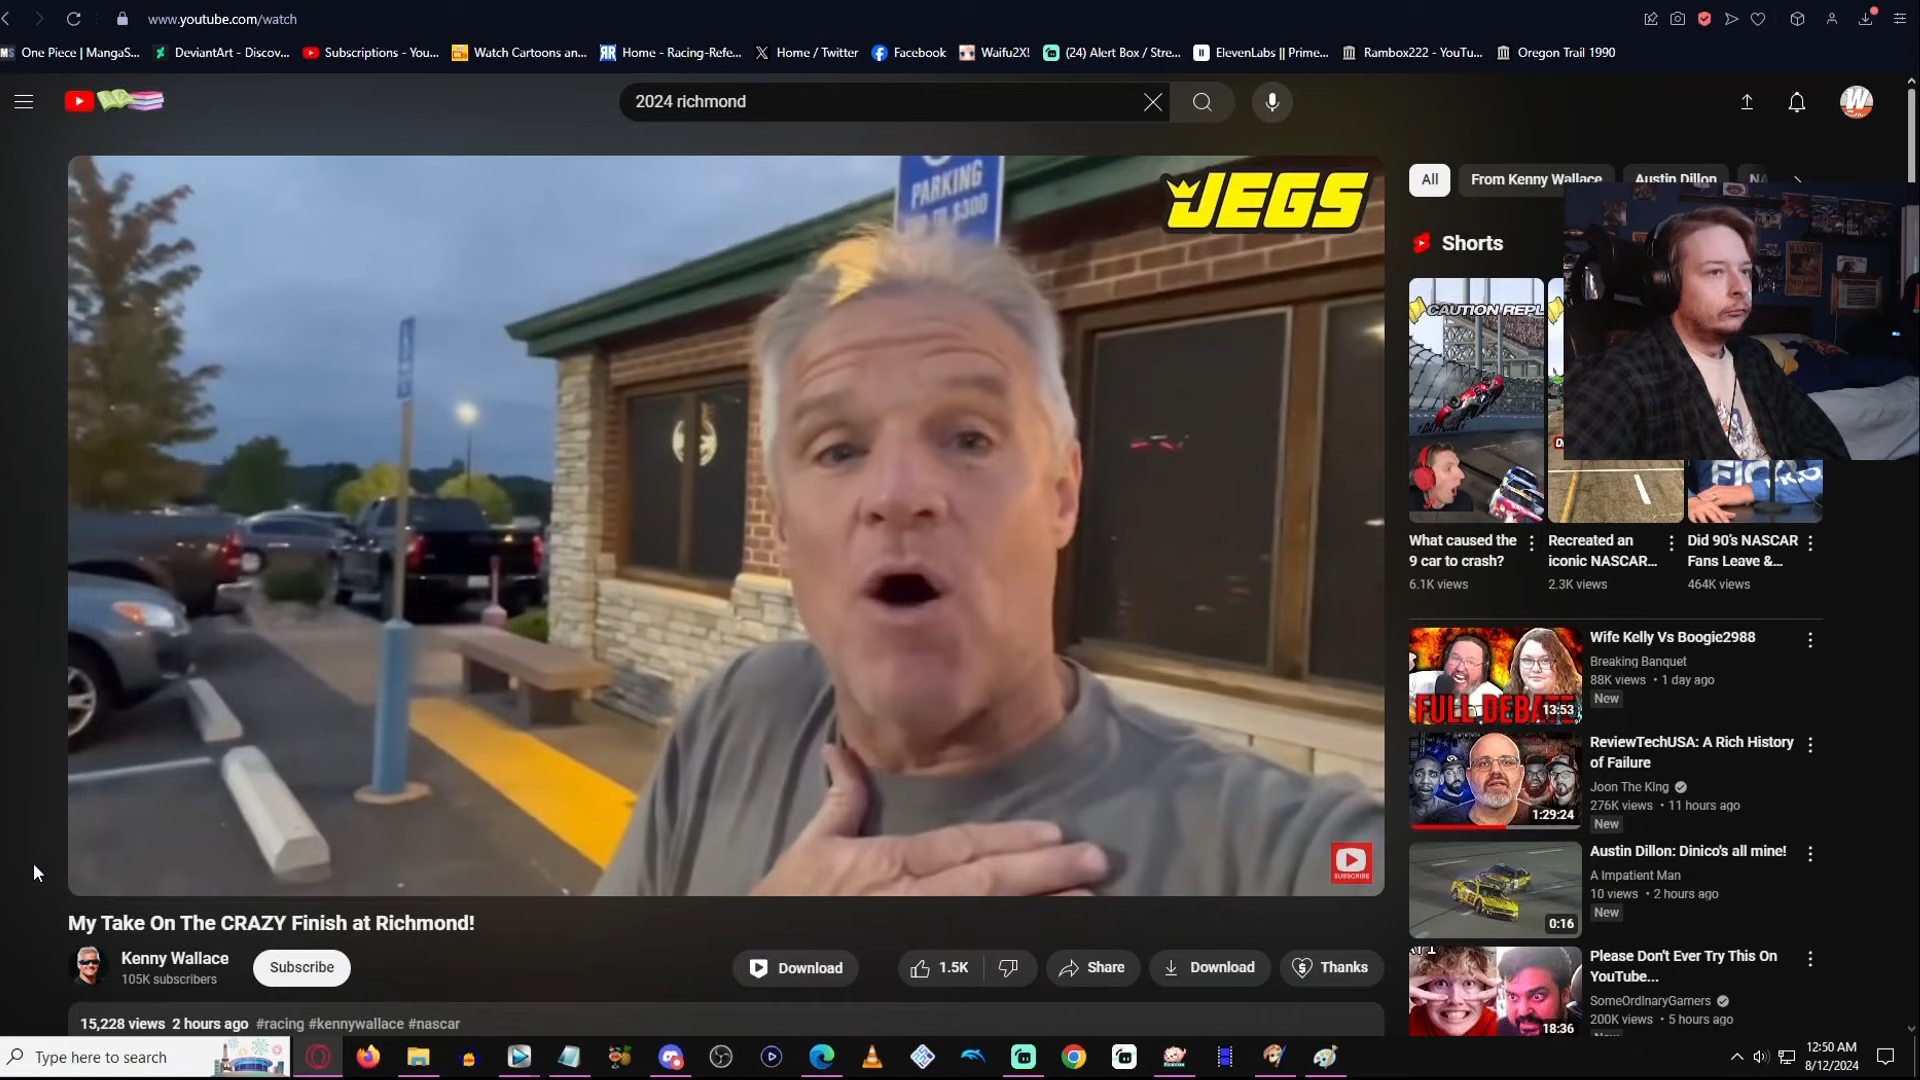 www.youtube.com/watch
One Piece | MangaS...
DeviantArt - Discov...
Subscriptions - You...
Watch Cartoons an...
Home - Racing-Refe...
Home / Twitter
Facebook
Waifu2X!
(24) Alert Box / Stre...
ElevenLabs || Prime...
Rambox222 - YouTu...
Oregon Trail 1990
2024 richmond
PARKING
UP TO $300
JEGS
SUBSCRIBE
All
From Kenny Wallace
Austin Dillon
NA
Shorts
CAUTION REPL
What caused the
9 car to crash?
6.1K views
Recreated an
iconic NASCAR...
2.3K views
Did 90's NASCAR
Fans Leave &...
464K views
FULL DEBATE
13:53
Wife Kelly Vs Boogie2988
Breaking Banquet
88K views • 1 day ago
New
1:29:24
ReviewTechUSA: A Rich History
of Failure
Joon The King
276K views • 11 hours ago
New
0:16
Austin Dillon: Dinico's all mine!
A Impatient Man
10 views • 2 hours ago
New
18:36
Please Don't Ever Try This On
YouTube...
SomeOrdinaryGamers
200K views • 5 hours ago
New
My Take On The CRAZY Finish at Richmond!
Kenny Wallace
105K subscribers
Subscribe
Download
1.5K
Share
Download
Thanks
15,228 views 2 hours ago #racing #kennywallace #nascar
Type here to search
12:50 AM
8/12/2024